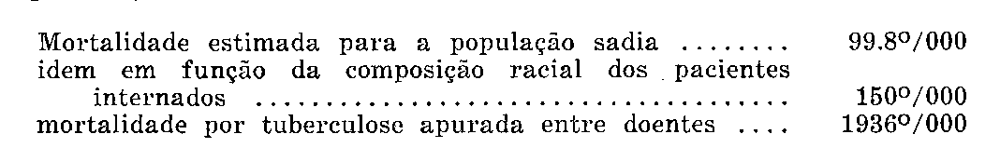 Mortalidade estimada para a população sadia ........ 99.8º/000
idem em função da composição racial dos pacientes
internados .................................... 150º/000
mortalidade por tuberculose apurada entre doentes .... 1936º/000